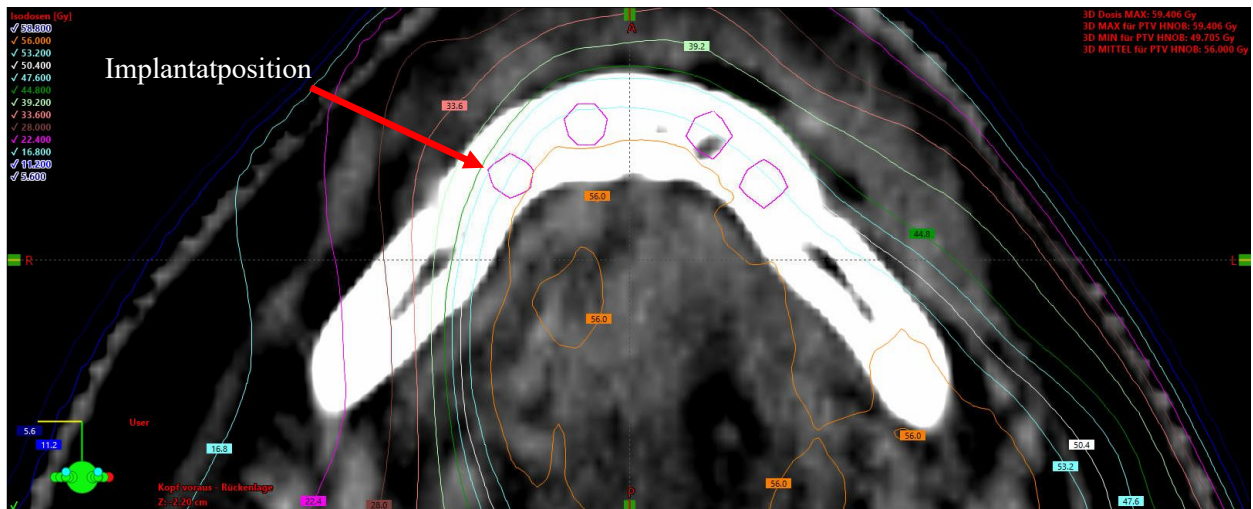 Isodosen [Gy]
✓ 58.800
✓ 56.000
✓ 53.200
✓ 50.400
✓ 47.600
✓ 44.800
✓ 39.200
✓ 33.600
✓ 28.000
✓ 22.400
✓ 16.800
✓ 11.200
✓ 5.600
Implantatposition
3D Dosis MAX: 59.406 Gy
3D MAX für PTV HNOB: 59.406 Gy
3D MIN für PTV HNOB: 49.705 Gy
3D MITTEL für PTV HNOB: 56.000 Gy
A
39.2
33.6
56.0
44.8
R
L
56.0
5.6
11.2
User
16.8
56.0
50.4
53.2
56.0
Kopf voraus - Rückenlage
Z: -2.20 cm
22.4
28.0
P
47.6